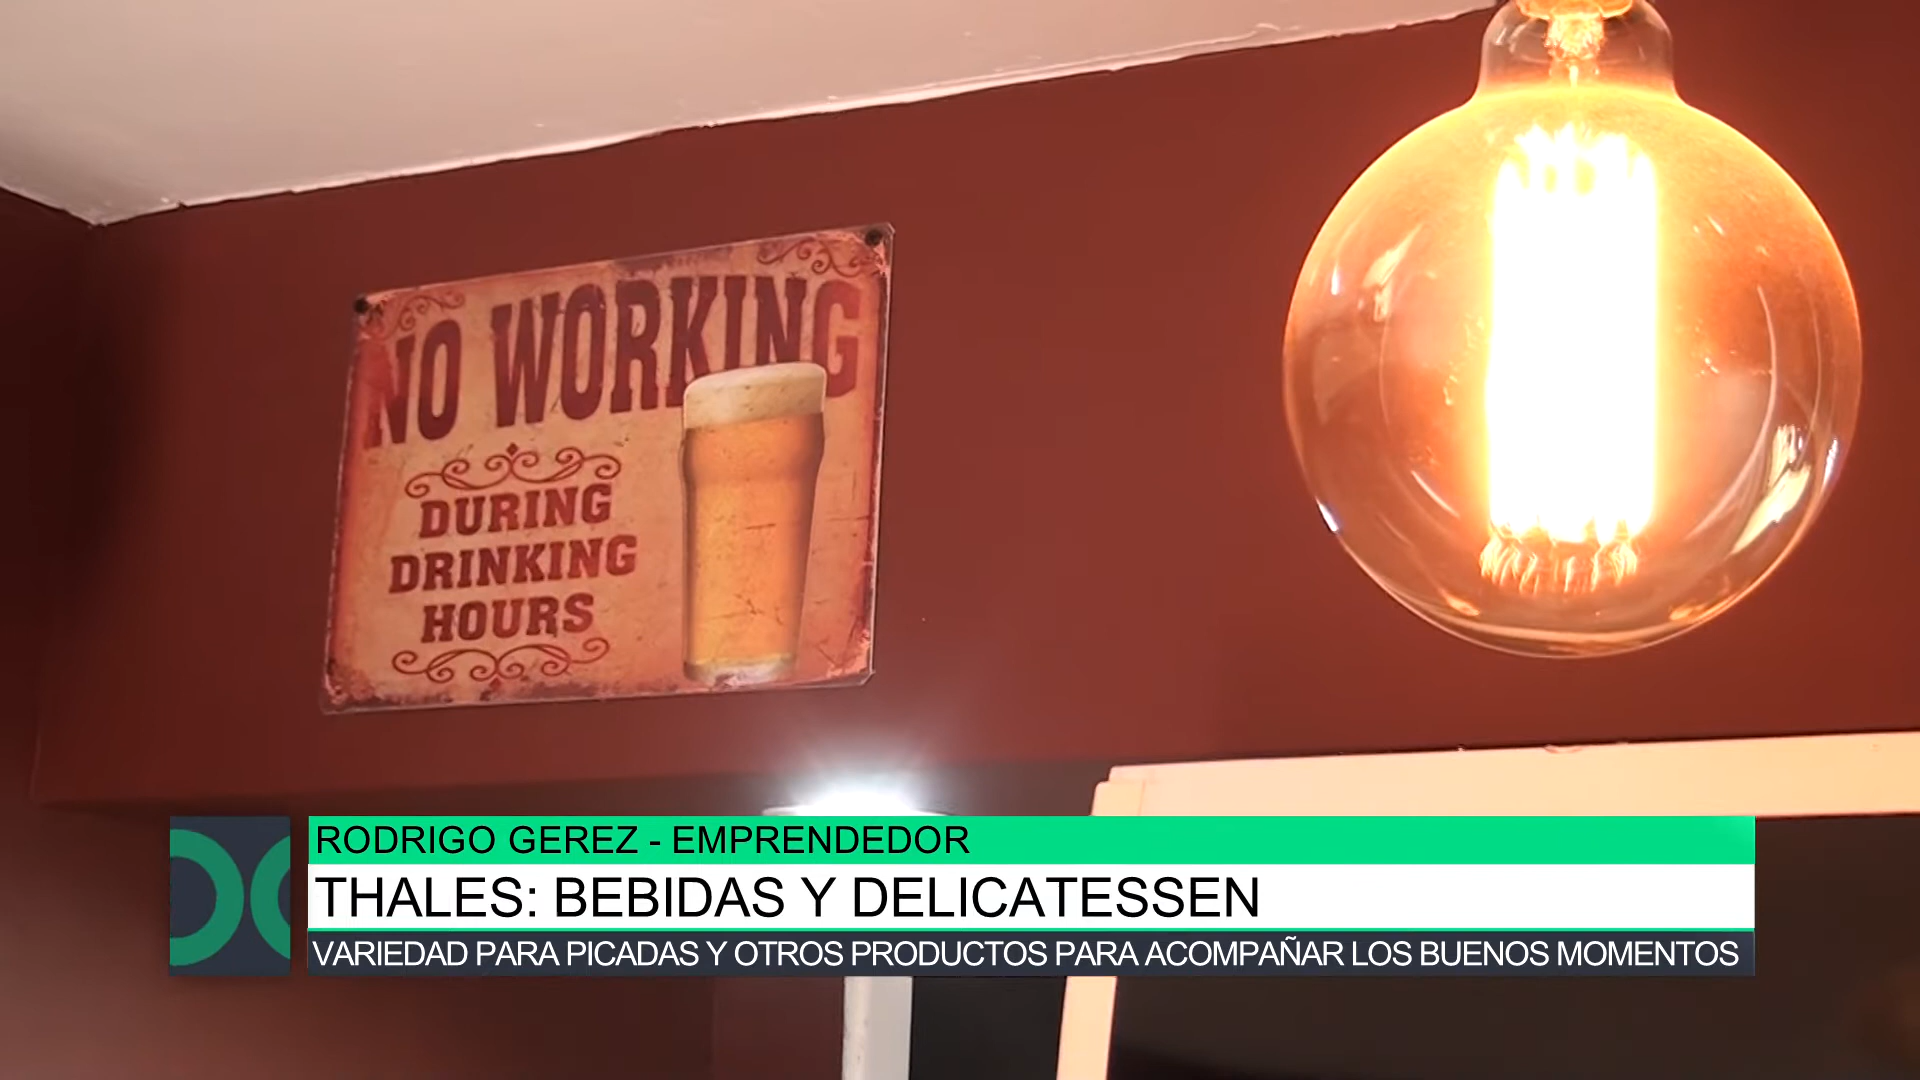 NO WORKING
DURING
DRINKING
HOURS
RODRIGO GEREZ - EMPRENDEDOR
THALES: BEBIDAS Y DELICATESSEN
VARIEDAD PARA PICADAS Y OTROS PRODUCTOS PARA ACOMPAÑAR LOS BUENOS MOMENTOS